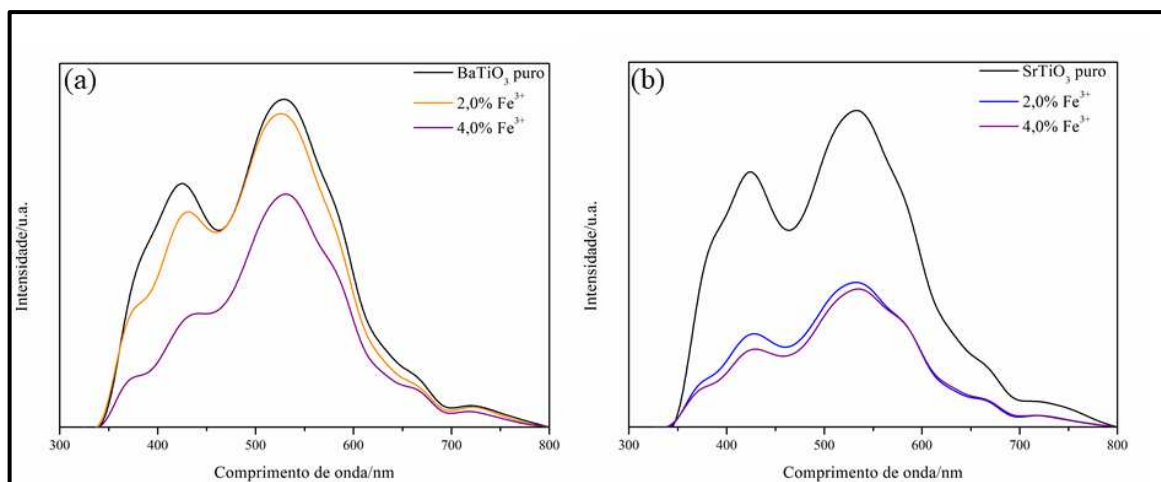 (a)
BaTiO₃ puro
2,0% Fe³⁺
4,0% Fe³⁺
Intensidade/u.a.
300 400 500 600 700 800
Comprimento de onda/nm
(b)
SrTiO₃ puro
2,0% Fe³⁺
4,0% Fe³⁺
Intensidade/u.a.
300 400 500 600 700 800
Comprimento de onda/nm